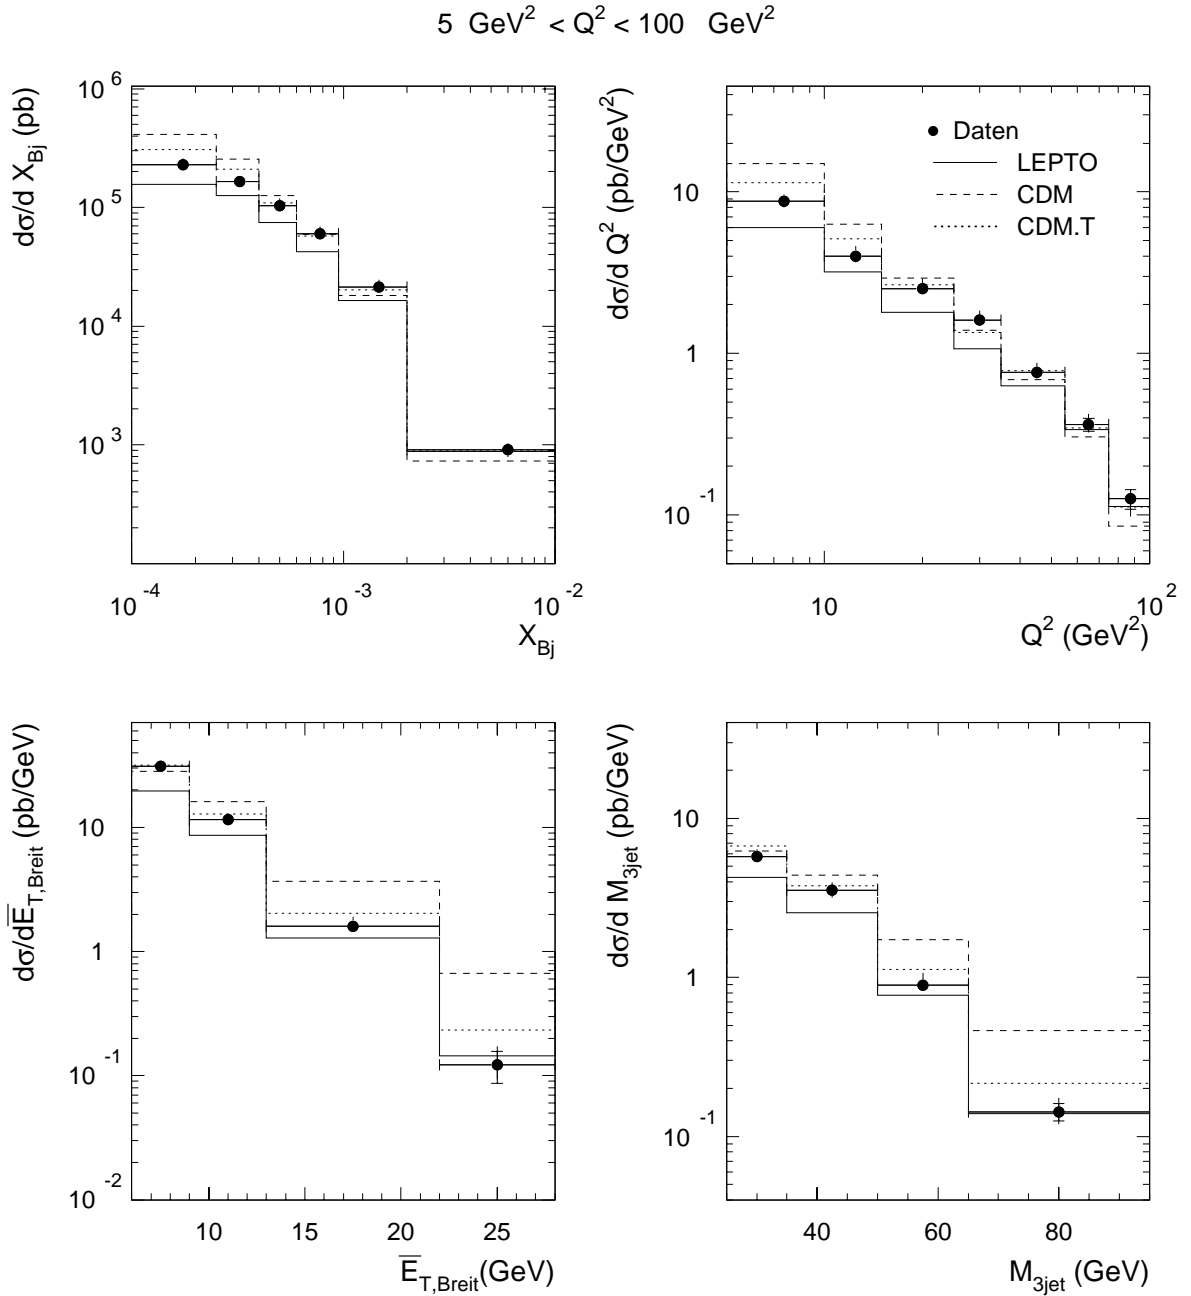 5 GeV² < Q² < 100 GeV²
dσ/d X_Bj (pb)
10⁶
10⁵
10⁴
10³
10⁻⁴
10⁻³
10⁻²
X_Bj
dσ/d Q² (pb/GeV²)
10
1
10⁻¹
Daten
LEPTO
CDM
CDM.T
10
10²
Q² (GeV²)
dσ/dE̅_T,Breit (pb/GeV)
10
1
10⁻¹
10⁻²
10
15
20
25
E̅_T,Breit(GeV)
dσ/d M_3jet (pb/GeV)
10
1
10⁻¹
40
60
80
M_3jet (GeV)